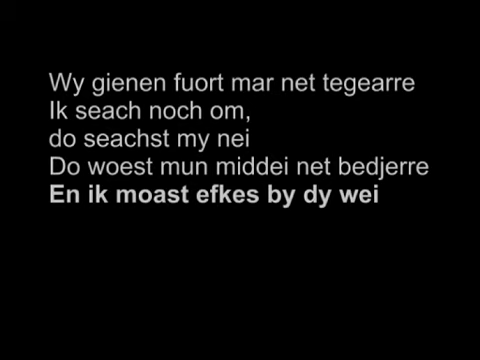 Wy gienen fuort mar net tegearre
Ik seach noch om,
do seachst my nei
Do woest mun middei net bedjerre
En ik moast efkes by dy wei